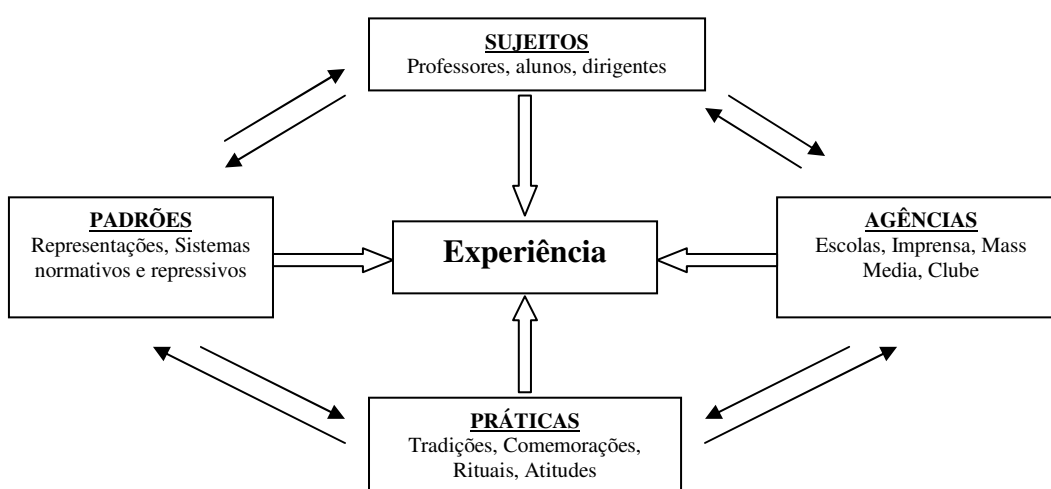 SUJEITOS
Professores, alunos, dirigentes
PADRÕES
Representações, Sistemas
normativos e repressivos
Experiência
AGÊNCIAS
Escolas, Imprensa, Mass
Media, Clube
PRÁTICAS
Tradições, Comemorações,
Rituais, Atitudes